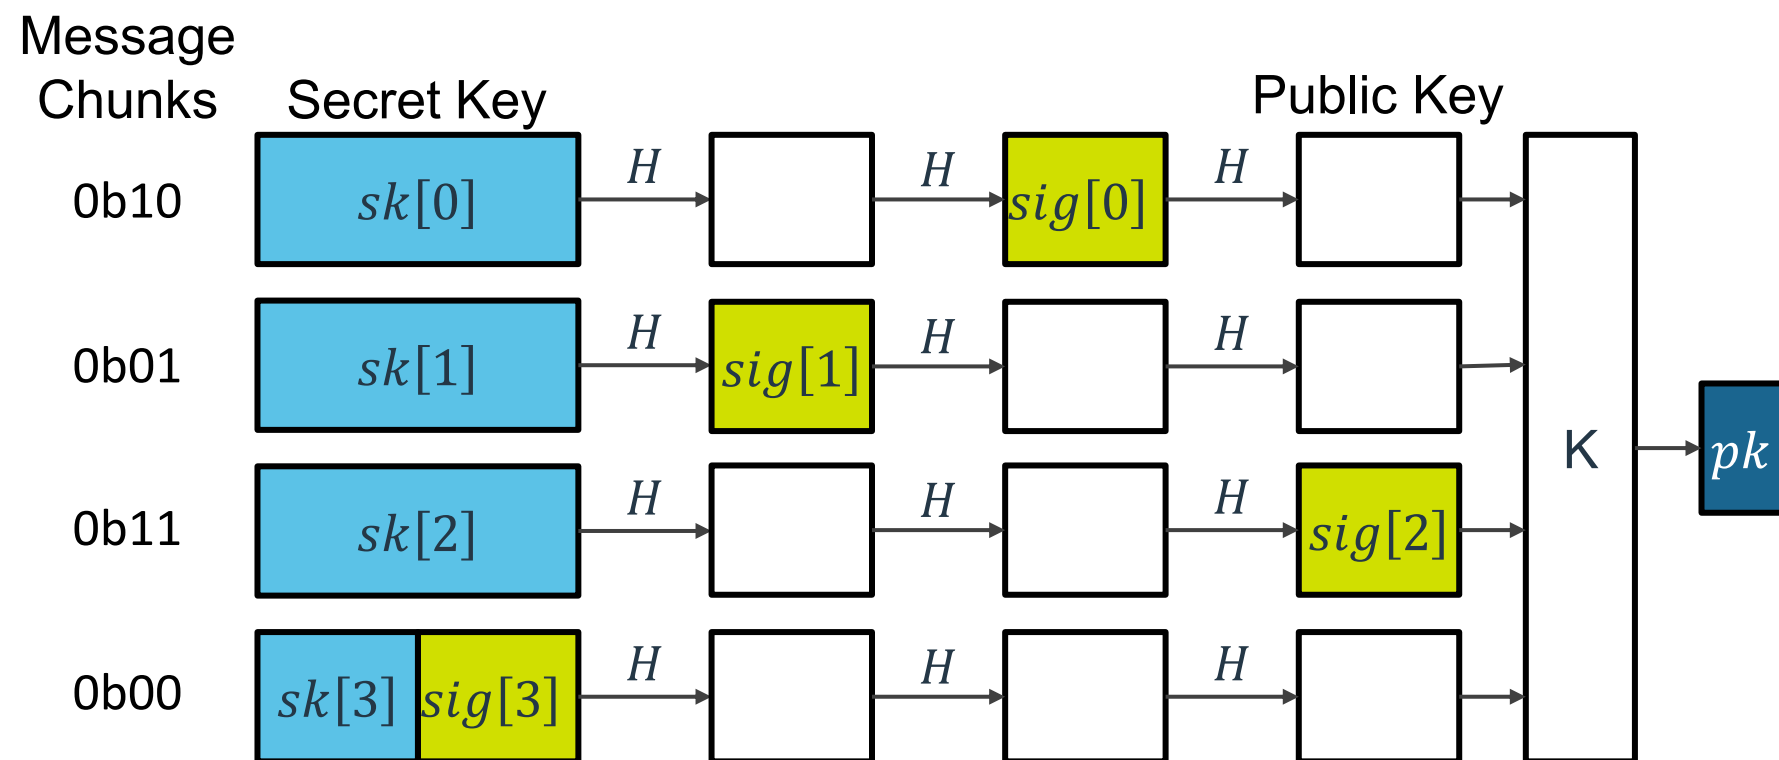 Message
Chunks
Secret Key
Public Key
0b10
sk[0]
H
H
sig[0]
H
0b01
sk[1]
H
sig[1]
H
H
K
pk
0b11
sk[2]
H
H
H
sig[2]
0b00
sk[3]
sig[3]
H
H
H